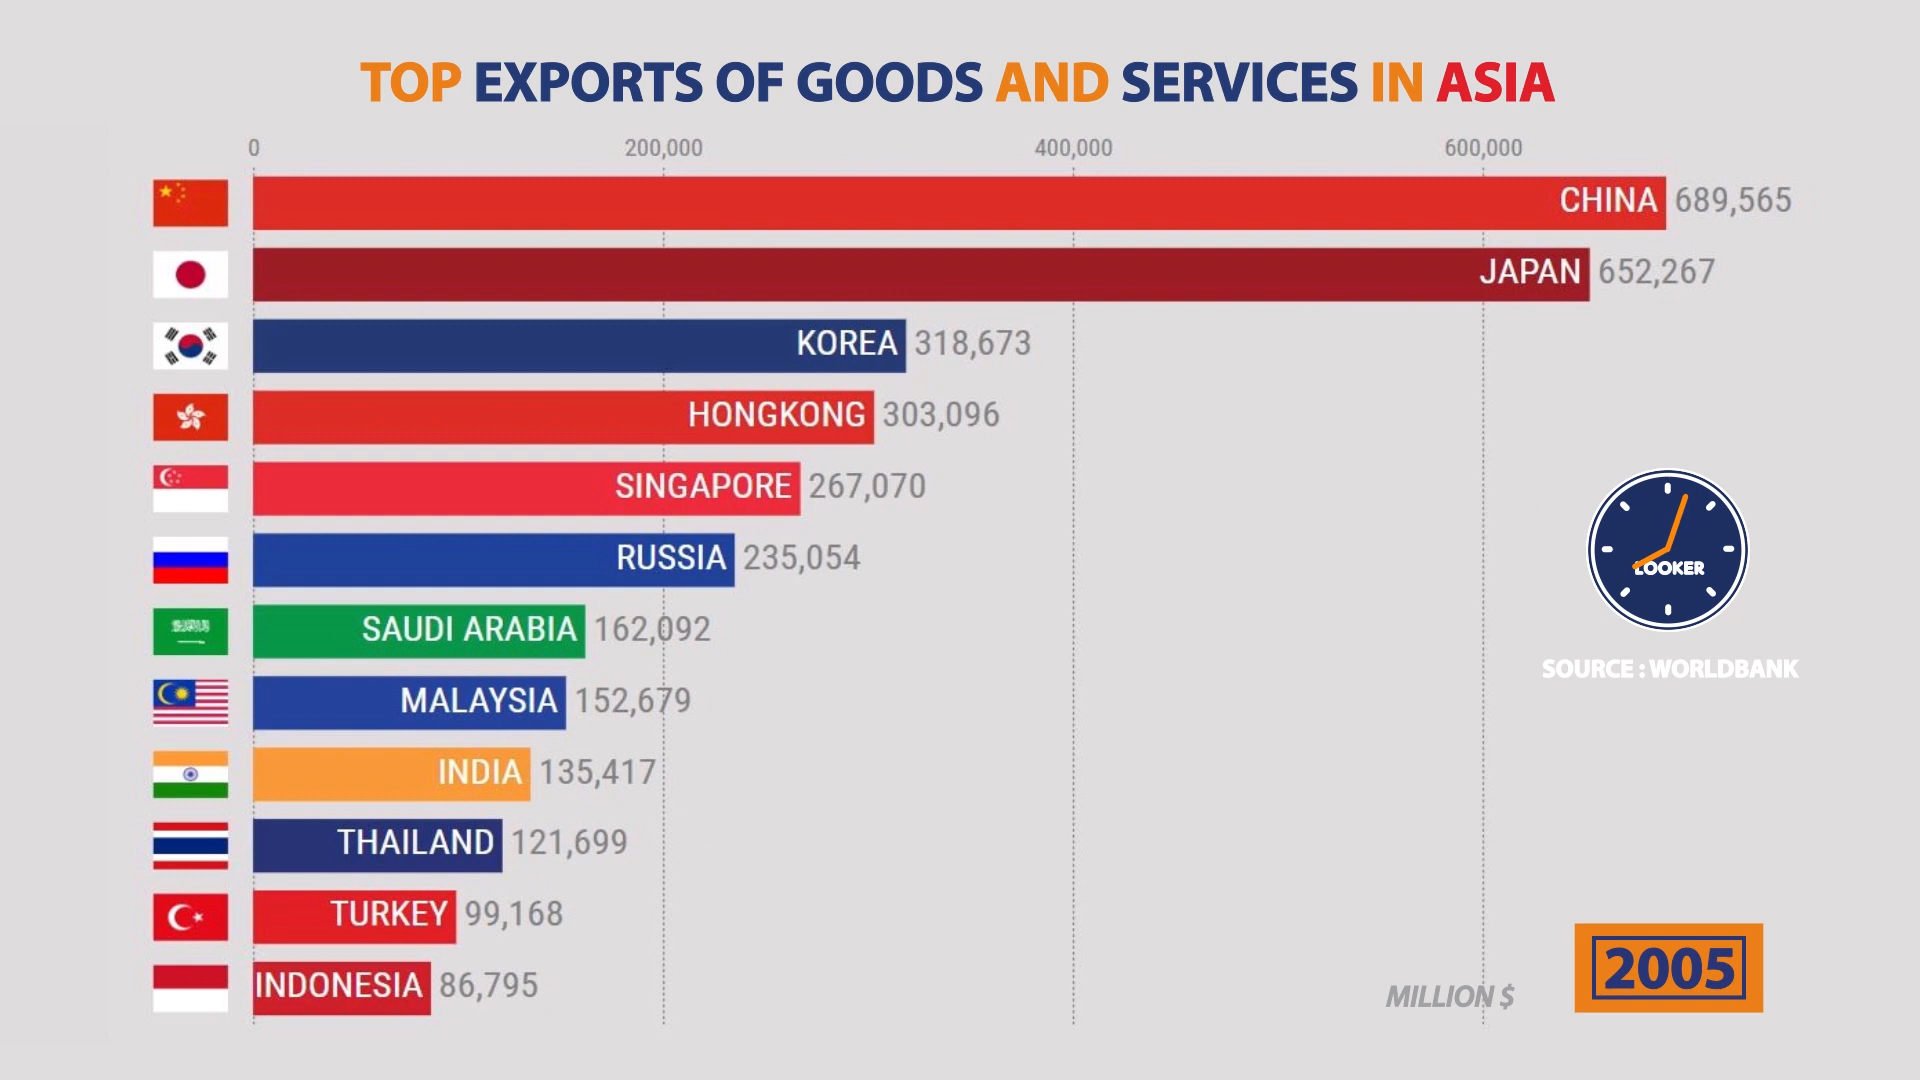 TOP EXPORTS OF GOODS AND SERVICES IN ASIA
0 200,000 400,000 600,000
CHINA 689,565
JAPAN 652,267
KOREA 318,673
HONGKONG 303,096
SINGAPORE 267,070
RUSSIA 235,054
LOOKER
SAUDI ARABIA 162,092
SOURCE : WORLDBANK
MALAYSIA 152,679
INDIA 135,417
THAILAND 121,699
TURKEY 99,168
INDONESIA 86,795
MILLION $
2005